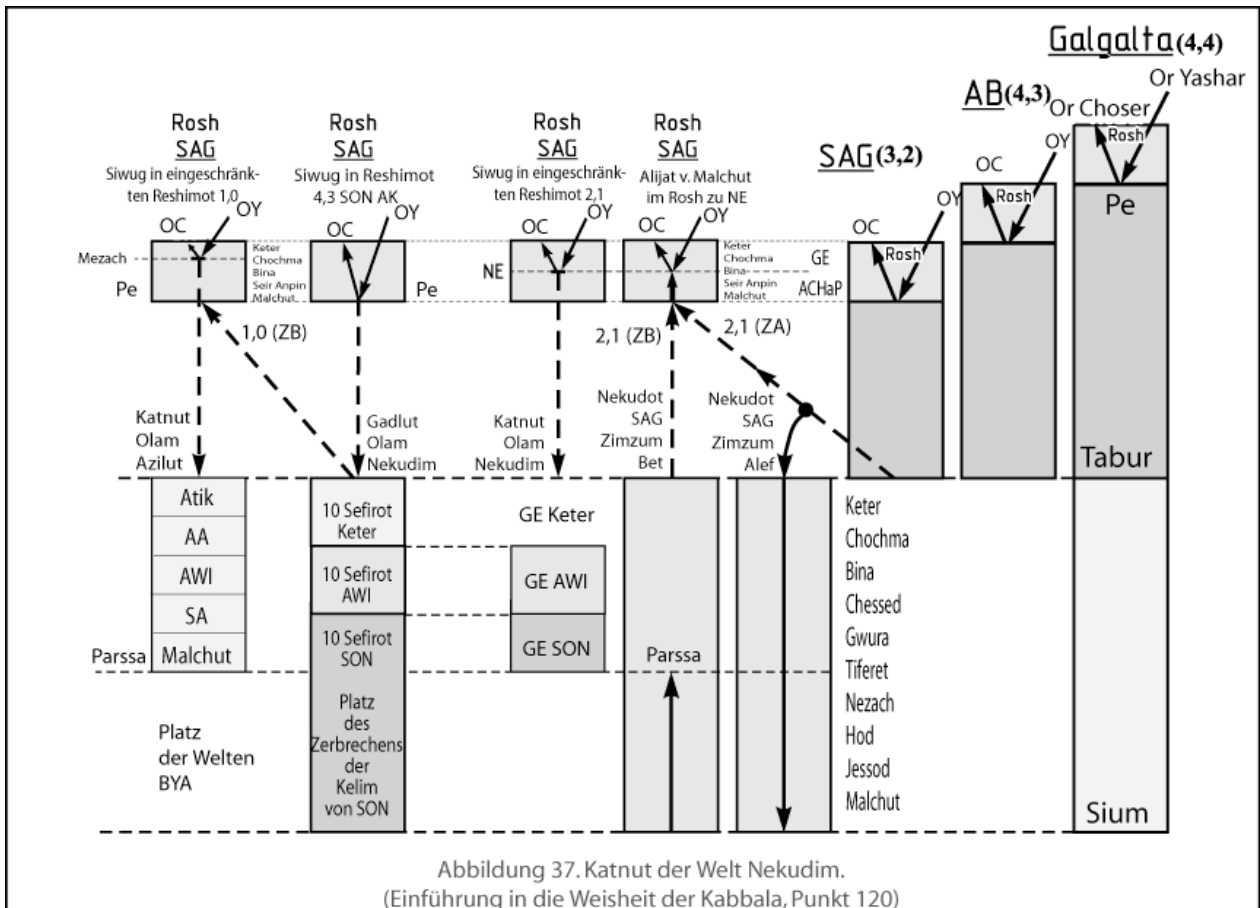 Galgalta(4,4)
Or Yashar
AB(4,3)
Or Choser
Rosh
OY
OC
Rosh
Pe
SAG(3,2)
OY
OC
Rosh
Rosh
SAG
Siwug in eingeschränk-
ten Reshimot 1,0
OC
OY
Mezach
Pe
Keter
Chochma
Bina
Seir Anpin
Malchut
Rosh
SAG
Siwug in Reshimot
4,3 SON AK
OC
OY
Pe
Rosh
SAG
Siwug in eingeschränk-
ten Reshimot 2,1
OC
OY
NE
Rosh
SAG
Alijat v. Malchut
im Rosh zu NE
OC
OY
Keter
Chochma
Bina
Seir Anpin
Malchut
GE
ACHaP
1,0 (ZB)
2,1 (ZB)
2,1 (ZA)
Katnut
Olam
Azilut
Gadlut
Olam
Nekudim
Katnut
Olam
Nekudim
Nekudot
SAG
Zimzum
Bet
Nekudot
SAG
Zimzum
Alef
Tabur
Atik
AA
AWI
SA
Malchut
Parssa
Platz
der Welten
BYA
10 Sefirot
Keter
10 Sefirot
AWI
10 Sefirot
SON
Platz
des
Zerbrechens
der
Kelim
von SON
GE Keter
GE AWI
GE SON
Parssa
Keter
Chochma
Bina
Chessed
Gwura
Tiferet
Nezach
Hod
Jessod
Malchut
Sium
Abbildung 37. Katnut der Welt Nekudim.
(Einführung in die Weisheit der Kabbala, Punkt 120)